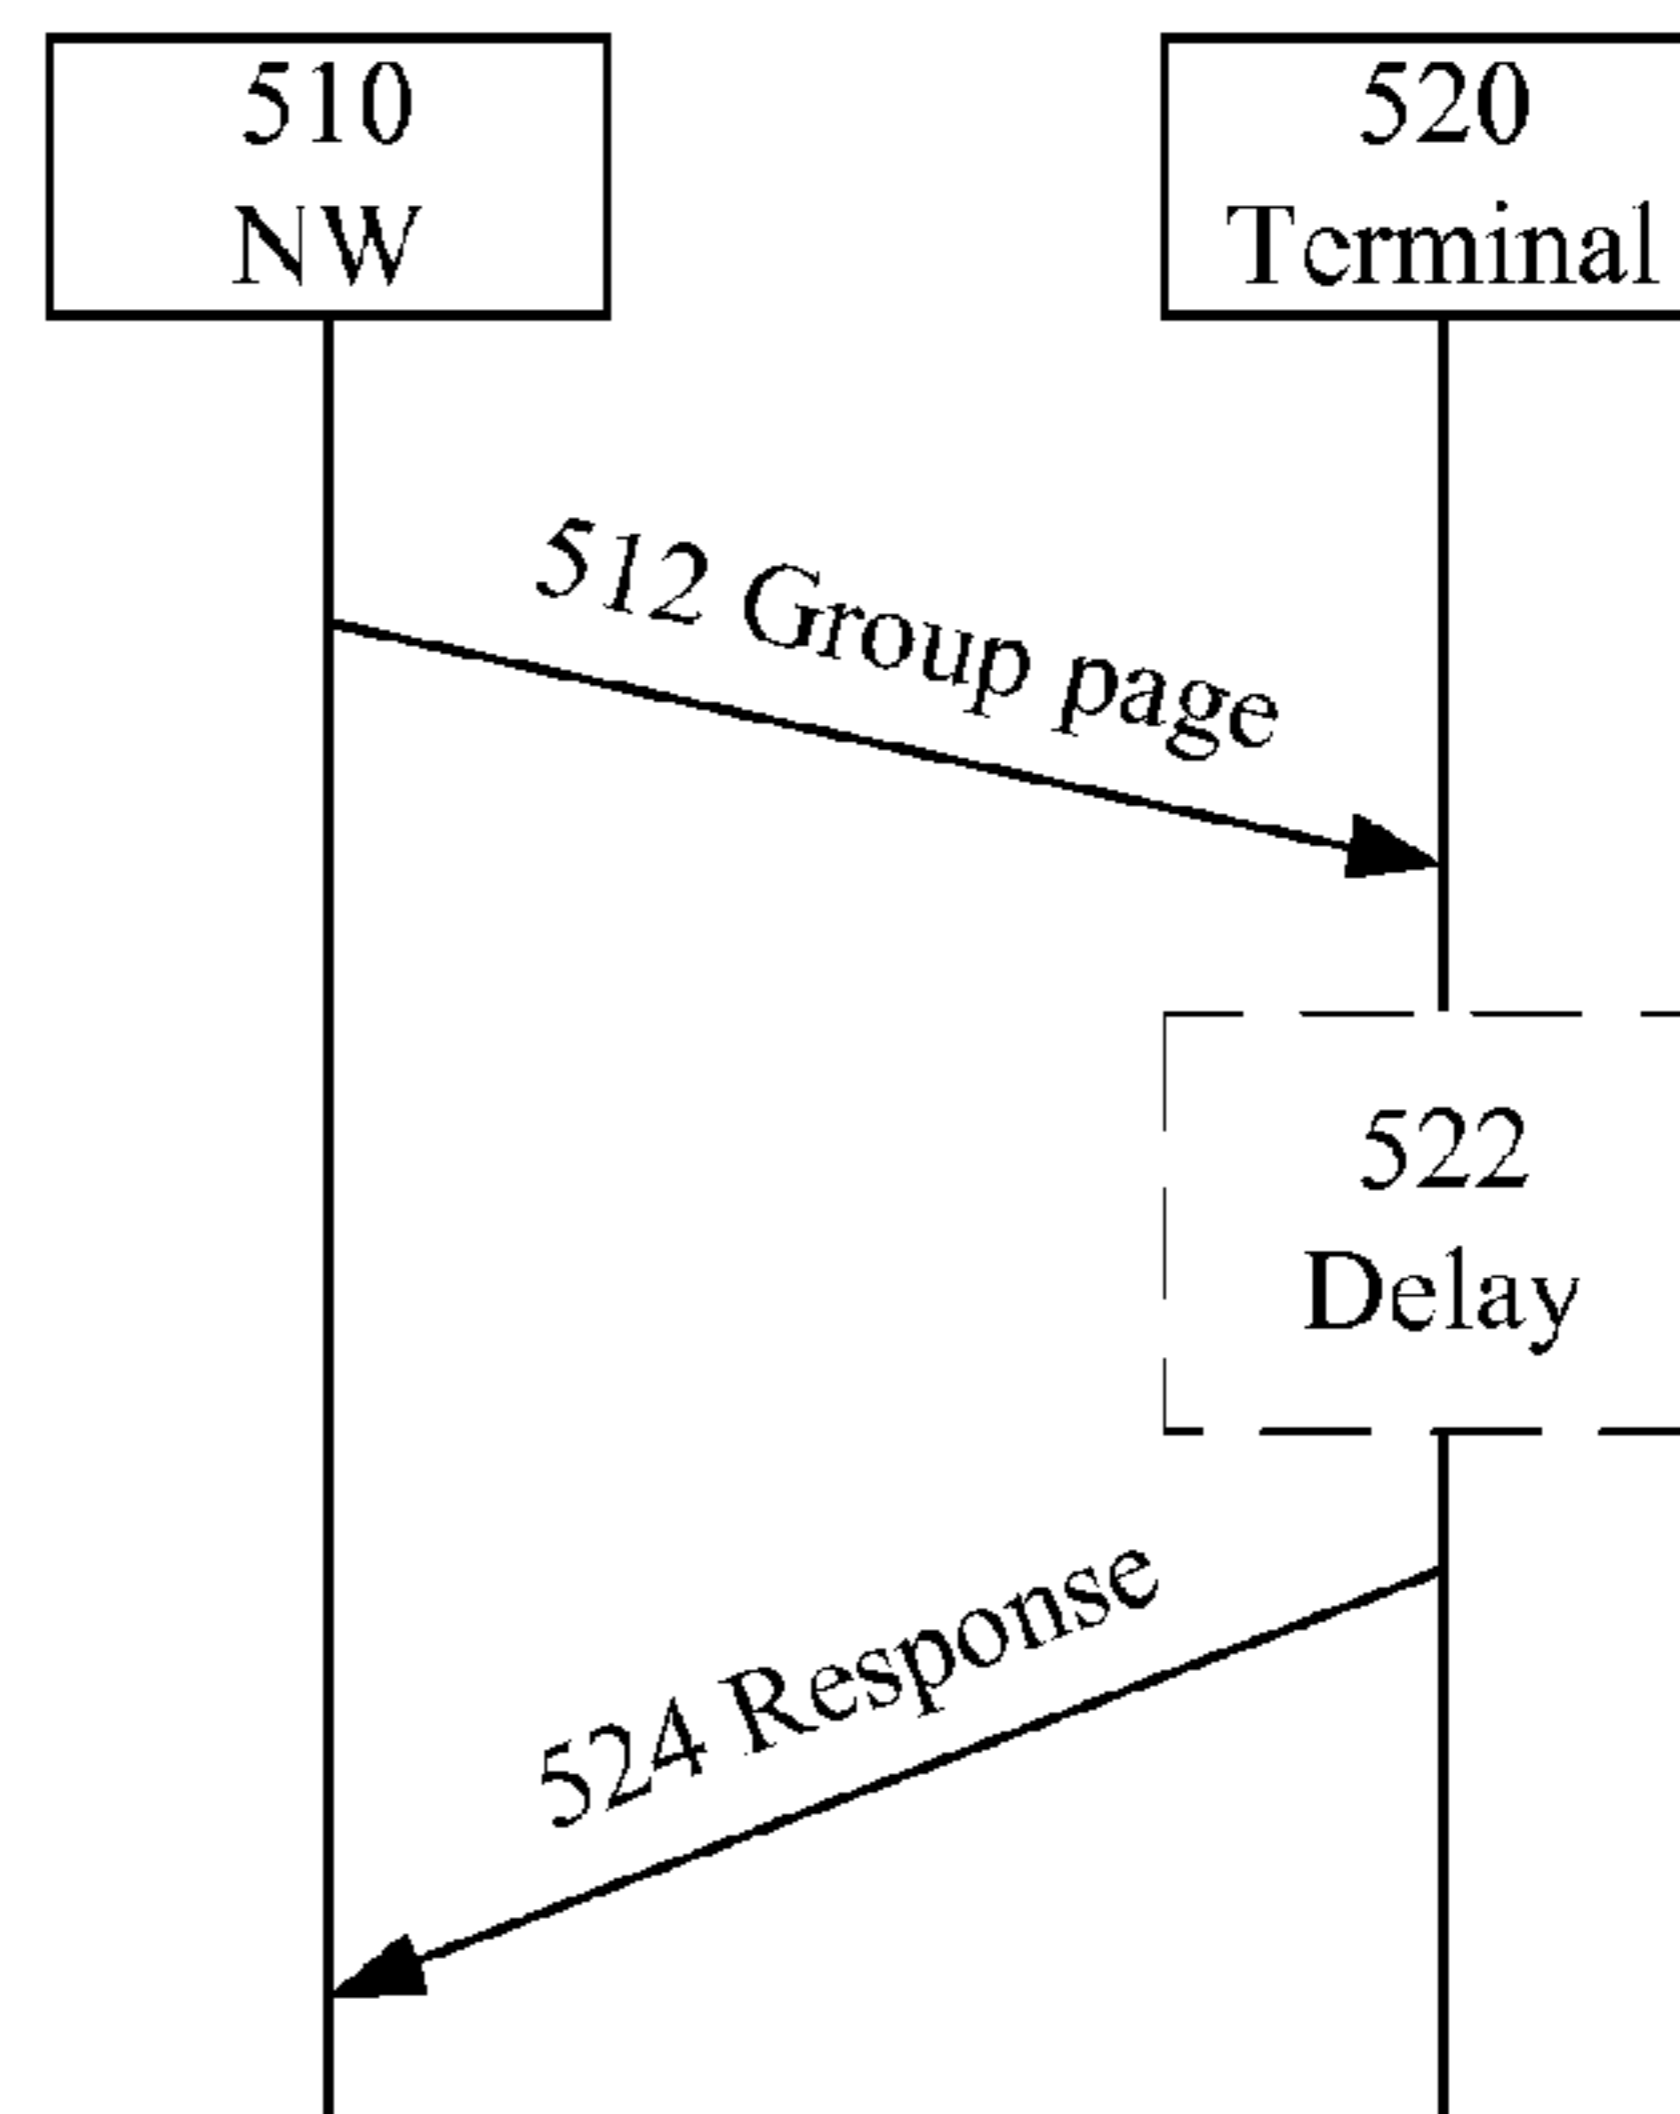 510
NW
520
Terminal
512 Group page
522
Delay
524 Response